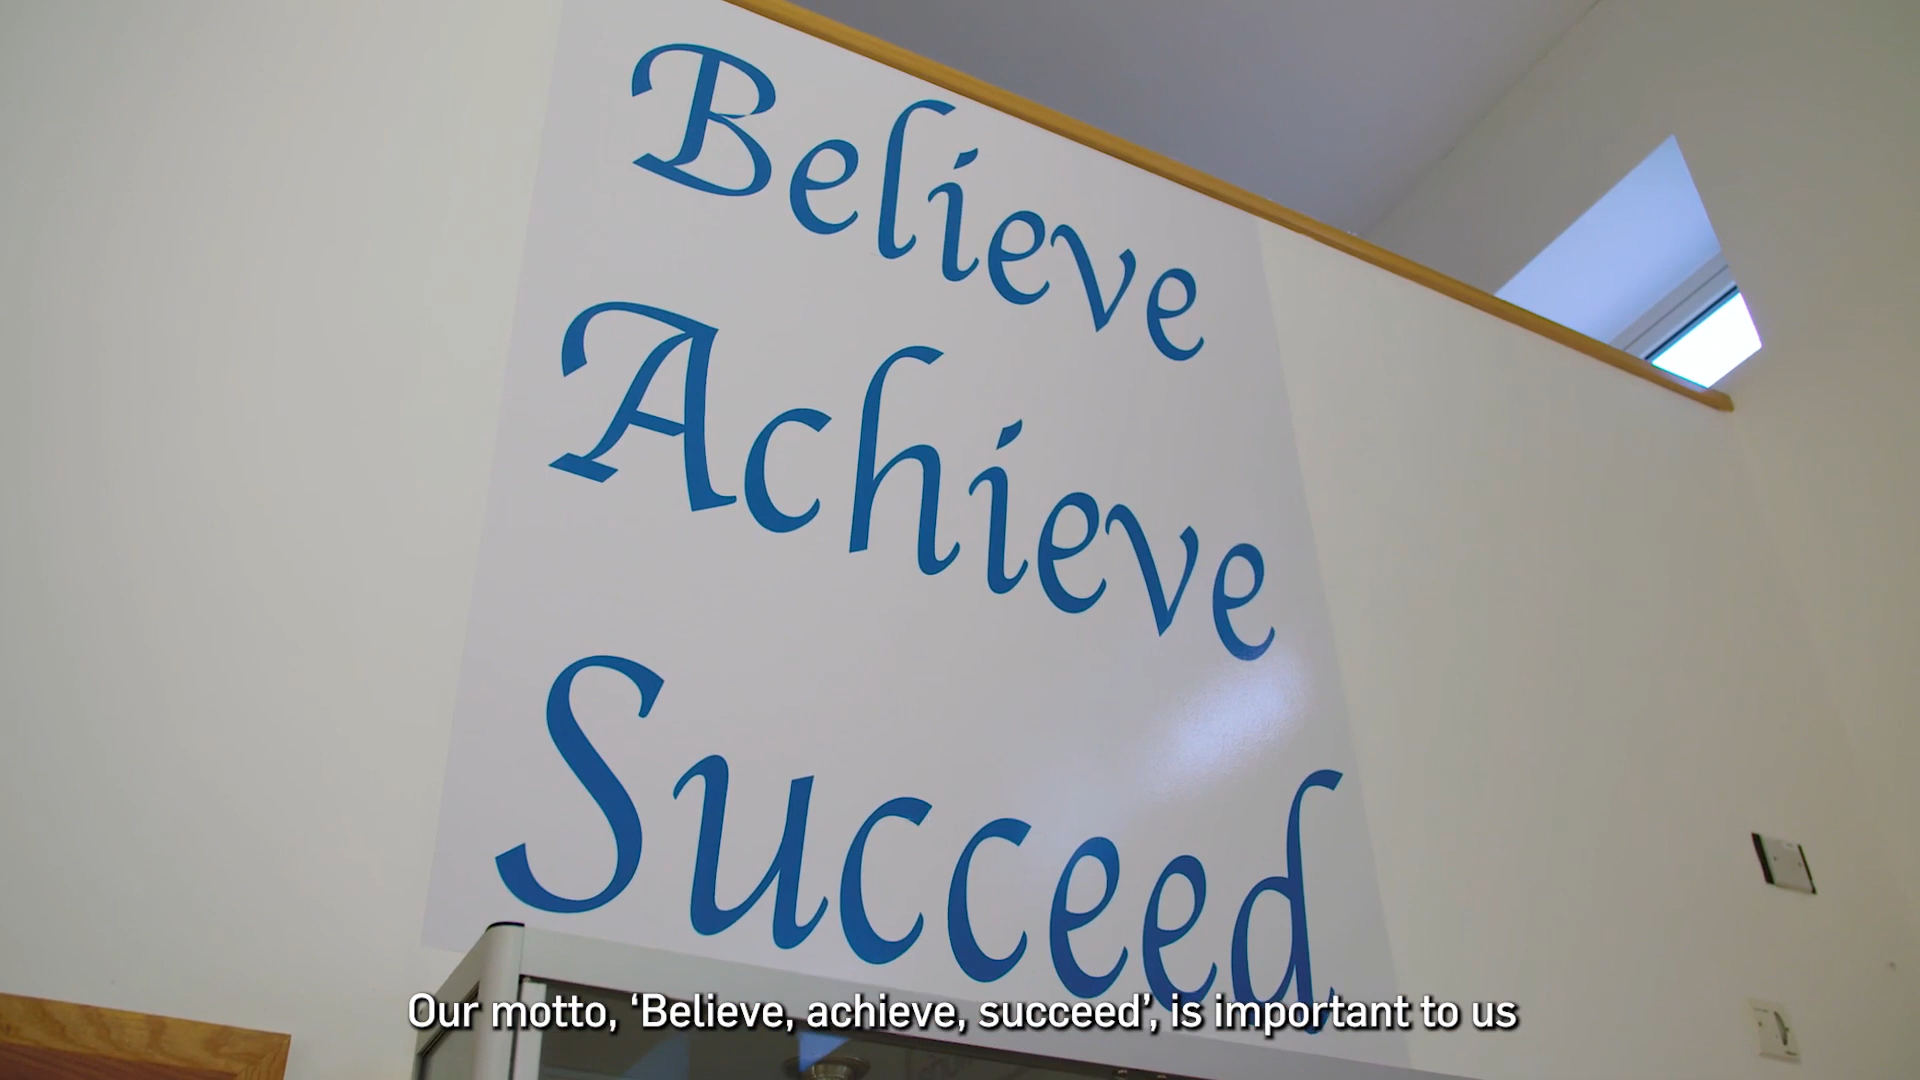 Believe
Achieve
Succeed
Our motto, ‘Believe, achieve, succeed’, is important to us